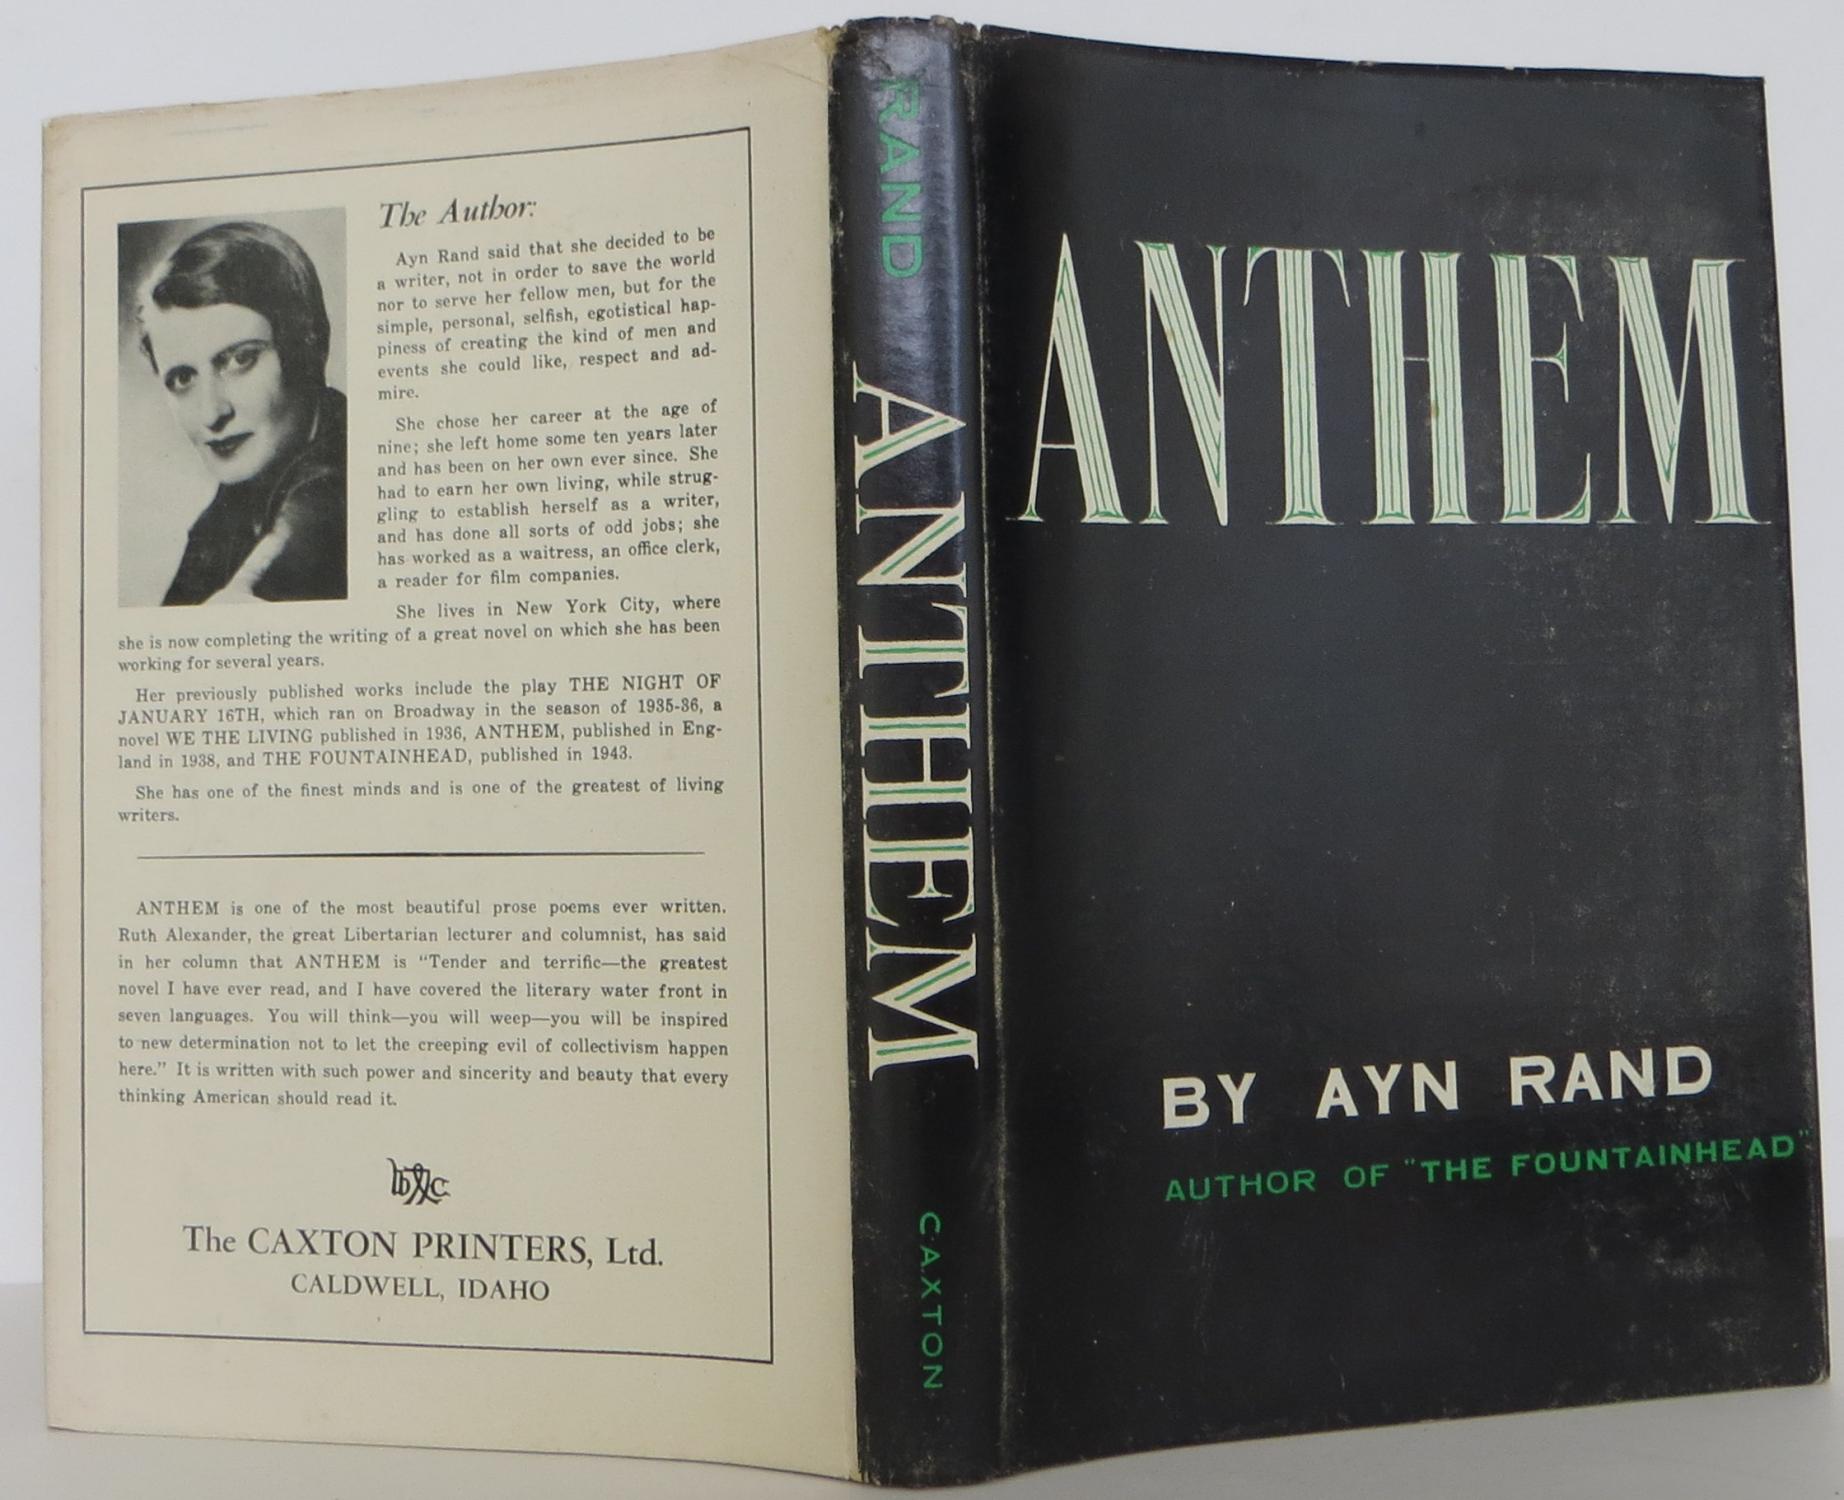 The Author:
Ayn Rand said that she decided to be
a writer, not in order to save the world
nor to serve her fellow men, but for the
simple, personal, selfish, egotistical hap-
piness of creating the kind of men and
events she could like, respect and ad-
mire.
She chose her career at the age of
nine; she left home some ten years later
and has been on her own ever since. She
had to earn her own living, while strug-
gling to establish herself as a writer,
and has done all sorts of odd jobs; she
has worked as a waitress, an office clerk,
a reader for film companies.
She lives in New York City, where
she is now completing the writing of a great novel on which she has been
working for several years.
Her previously published works include the play THE NIGHT OF
JANUARY 16TH, which ran on Broadway in the season of 1935-36, a
novel WE THE LIVING published in 1936, ANTHEM, published in Eng-
land in 1938, and THE FOUNTAINHEAD, published in 1943.
She has one of the finest minds and is one of the greatest of living
writers.
ANTHEM is one of the most beautiful prose poems ever written.
Ruth Alexander, the great Libertarian lecturer and columnist, has said
in her column that ANTHEM is “Tender and terrific—the greatest
novel I have ever read, and I have covered the literary water front in
seven languages. You will think—you will weep—you will be inspired
to new determination not to let the creeping evil of collectivism happen
here.” It is written with such power and sincerity and beauty that every
thinking American should read it.
The CAXTON PRINTERS, Ltd.
CALDWELL, IDAHO
RAND
ANTHEM
CAXTON
ANTHEM
BY AYN RAND
AUTHOR OF "THE FOUNTAINHEAD"